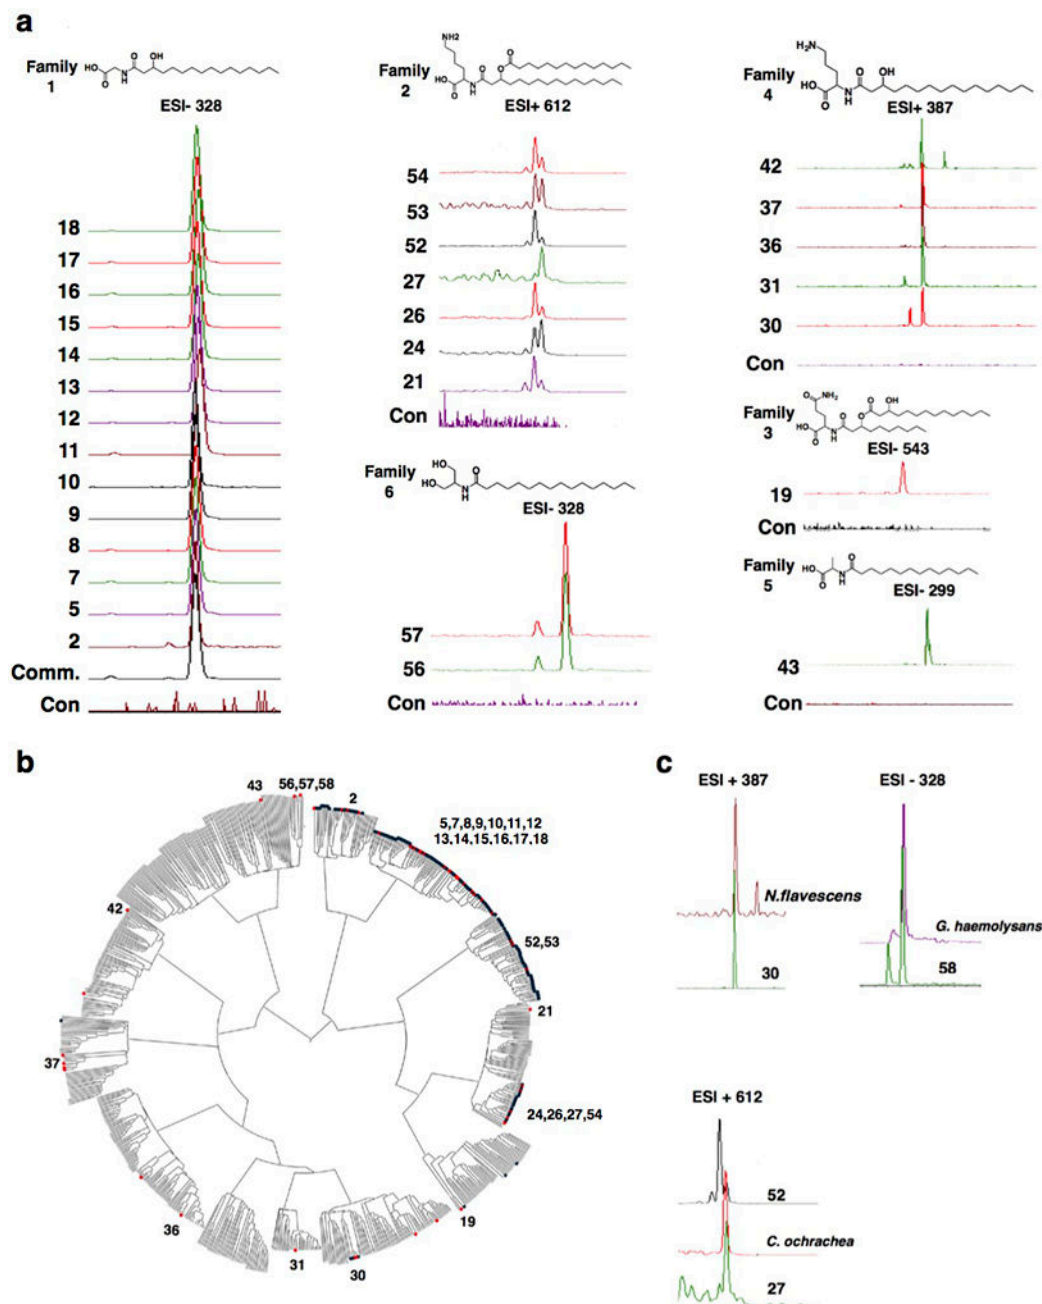 a
Family 1
HO
O
O
OH
N
H
ESI- 328
18
17
16
15
14
13
12
11
10
9
8
7
5
2
Comm.
Con
Family 2
NH2
HO
O
O
O
O
N
H
ESI+ 612
54
53
52
27
26
24
21
Con
Family 6
HO
HO
O
N
H
ESI- 328
57
56
Con
Family 4
H₂N
HO
O
O
OH
N
H
ESI+ 387
42
37
36
31
30
Con
Family 3
O
NH₂
HO
O
O
O
O
OH
N
H
ESI- 543
19
Con
Family 5
HO
O
O
N
H
ESI- 299
43
Con
b
43
56,57,58
2
5,7,8,9,10,11,12
13,14,15,16,17,18
42
52,53
21
37
24,26,27,54
36
19
31
30
c
ESI + 387
N.flavescens
30
ESI - 328
G. haemolysans
58
ESI + 612
52
C. ochrachea
27